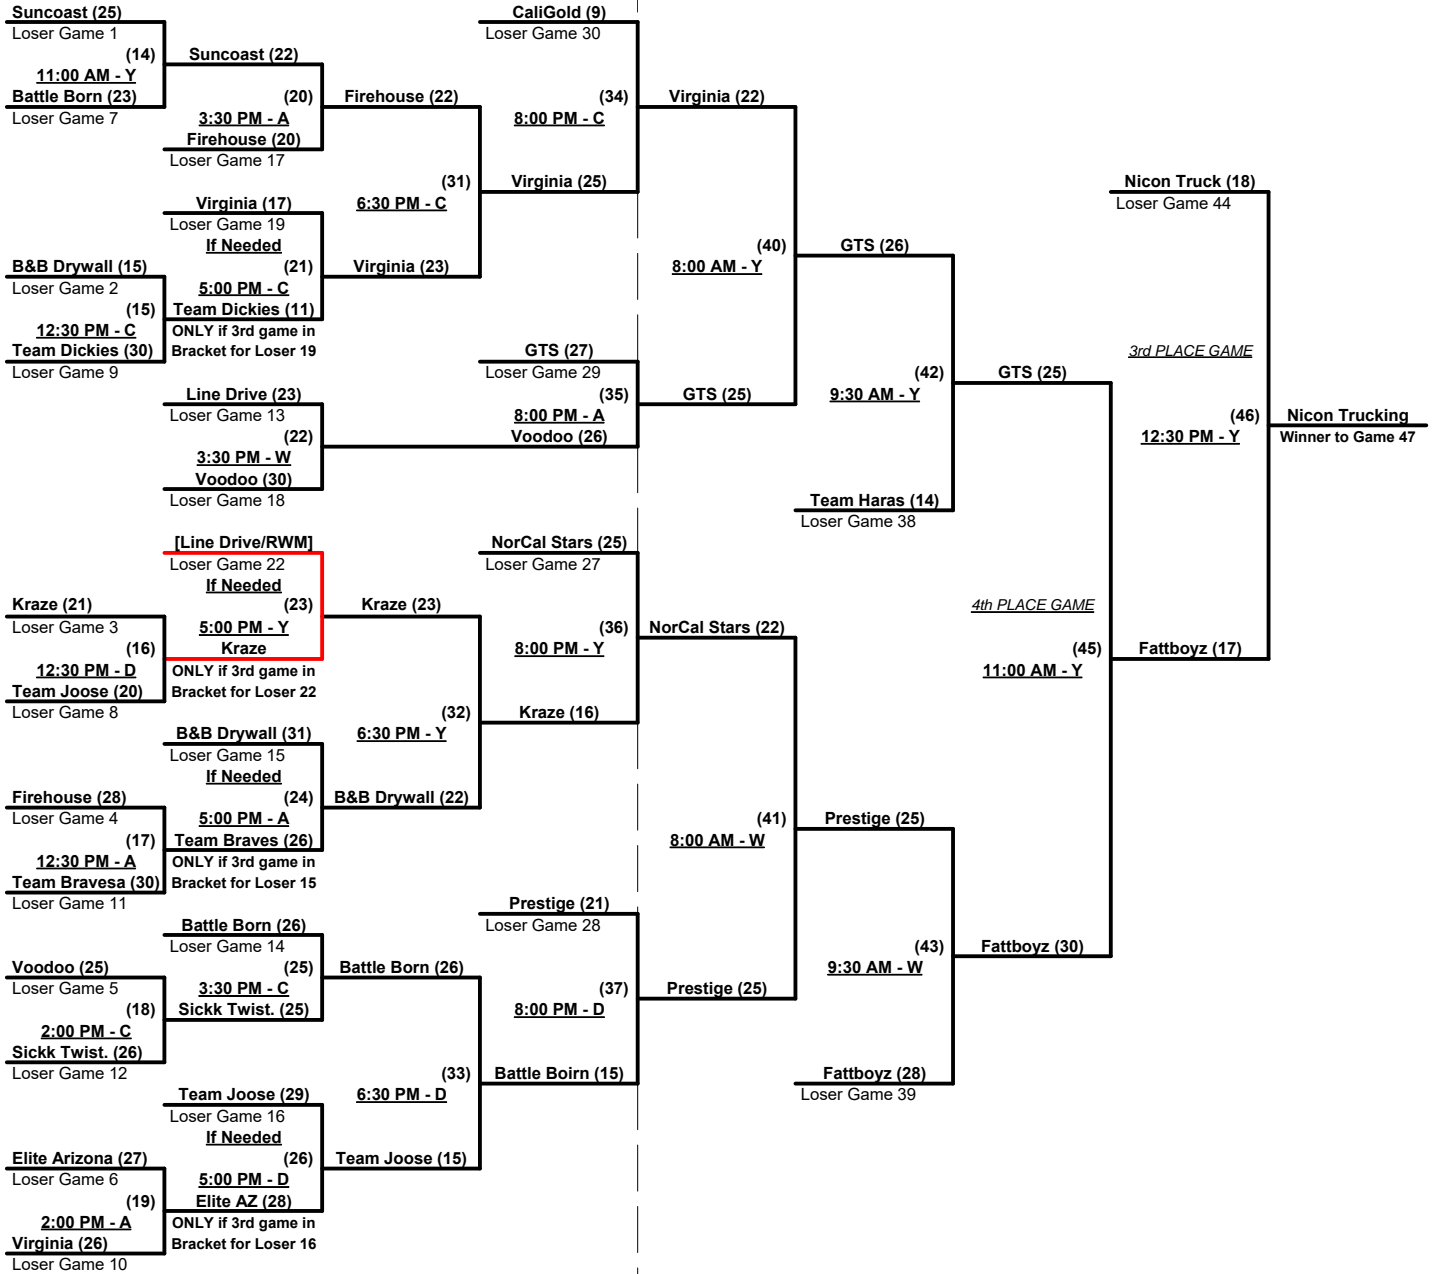 Suncoast (25)
Loser Game 1
(14)
11:00 AM - Y
Battle Born (23)
Loser Game 7
Suncoast (22)
(20)
3:30 PM - A
Firehouse (20)
Loser Game 17
Firehouse (22)
Virginia (17)
Loser Game 19
If Needed
(21)
5:00 PM - C
Team Dickies (11)
ONLY if 3rd game in
Bracket for Loser 19
B&B Drywall (15)
Loser Game 2
(15)
12:30 PM - C
Team Dickies (30)
Loser Game 9
(31)
6:30 PM - C
Virginia (23)
CaliGold (9)
Loser Game 30
(34)
8:00 PM - C
Virginia (25)
Virginia (22)
Line Drive (23)
Loser Game 13
(22)
3:30 PM - W
Voodoo (30)
Loser Game 18
GTS (27)
Loser Game 29
(35)
8:00 PM - A
Voodoo (26)
GTS (25)
(40)
8:00 AM - Y
GTS (26)
(42)
9:30 AM - Y
Team Haras (14)
Loser Game 38
GTS (25)
Nicon Truck (18)
Loser Game 44
3rd PLACE GAME
(46)
12:30 PM - Y
Nicon Trucking
Winner to Game 47
[Line Drive/RWM]
Loser Game 22
If Needed
(23)
5:00 PM - Y
Kraze
ONLY if 3rd game in
Bracket for Loser 22
Kraze (21)
Loser Game 3
(16)
12:30 PM - D
Team Joose (20)
Loser Game 8
Kraze (23)
(32)
6:30 PM - Y
B&B Drywall (31)
Loser Game 15
If Needed
(24)
5:00 PM - A
Team Braves (26)
ONLY if 3rd game in
Bracket for Loser 15
B&B Drywall (22)
Firehouse (28)
Loser Game 4
(17)
12:30 PM - A
Team Bravesa (30)
Loser Game 11
NorCal Stars (25)
Loser Game 27
(36)
8:00 PM - Y
Kraze (16)
NorCal Stars (22)
(41)
8:00 AM - W
Prestige (25)
4th PLACE GAME
(45)
11:00 AM - Y
Fattboyz (17)
Battle Born (26)
Loser Game 14
(25)
3:30 PM - C
Sickk Twist. (25)
Voodoo (25)
Loser Game 5
(18)
2:00 PM - C
Sickk Twist. (26)
Loser Game 12
Battle Born (26)
(33)
6:30 PM - D
Prestige (21)
Loser Game 28
(37)
8:00 PM - D
Battle Boirn (15)
Prestige (25)
(43)
9:30 AM - W
Fattboyz (28)
Loser Game 39
Fattboyz (30)
Team Joose (29)
Loser Game 16
If Needed
(26)
5:00 PM - D
Elite AZ (28)
ONLY if 3rd game in
Bracket for Loser 16
Team Joose (15)
Elite Arizona (27)
Loser Game 6
(19)
2:00 PM - A
Virginia (26)
Loser Game 10